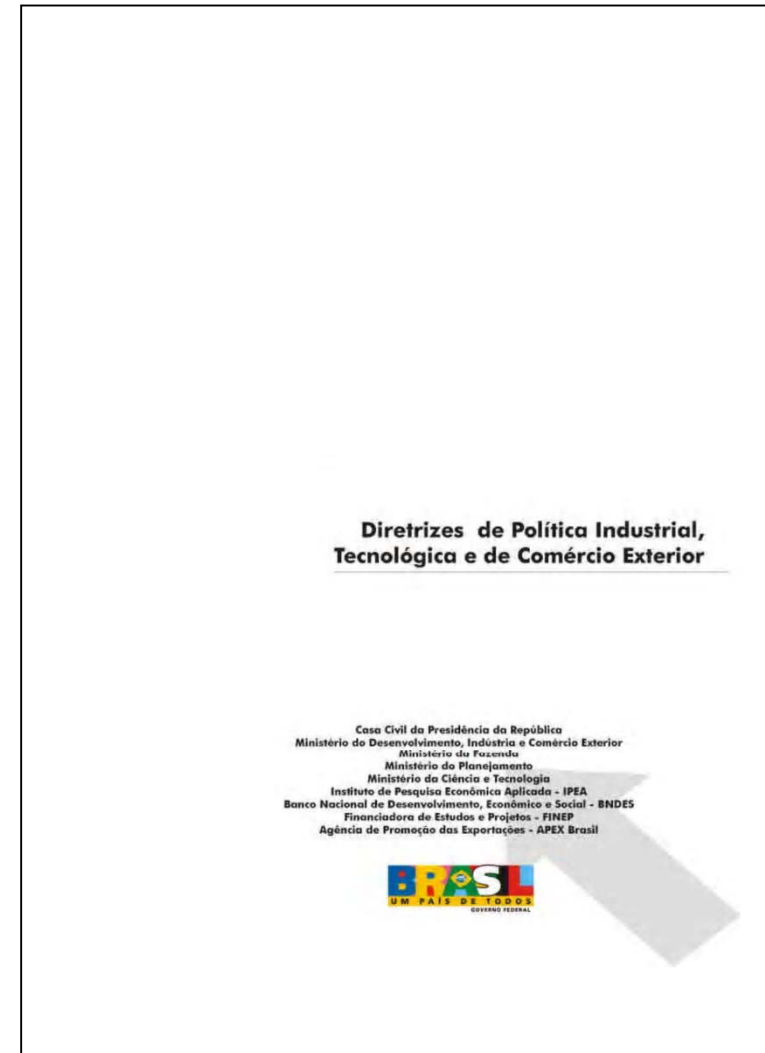 Diretrizes de Política Industrial,
Tecnológica e de Comércio Exterior
Casa Civil da Presidência da República
Ministério do Desenvolvimento, Indústria e Comércio Exterior
Ministério da Fazenda
Ministério do Planejamento
Ministério da Ciência e Tecnologia
Instituto de Pesquisa Econômica Aplicada - IPEA
Banco Nacional de Desenvolvimento, Econômico e Social - BNDES
Financiadora de Estudos e Projetos - FINEP
Agência de Promoção das Exportações - APEX Brasil
BRASIL
UM PAÍS DE TODOS
GOVERNO FEDERAL